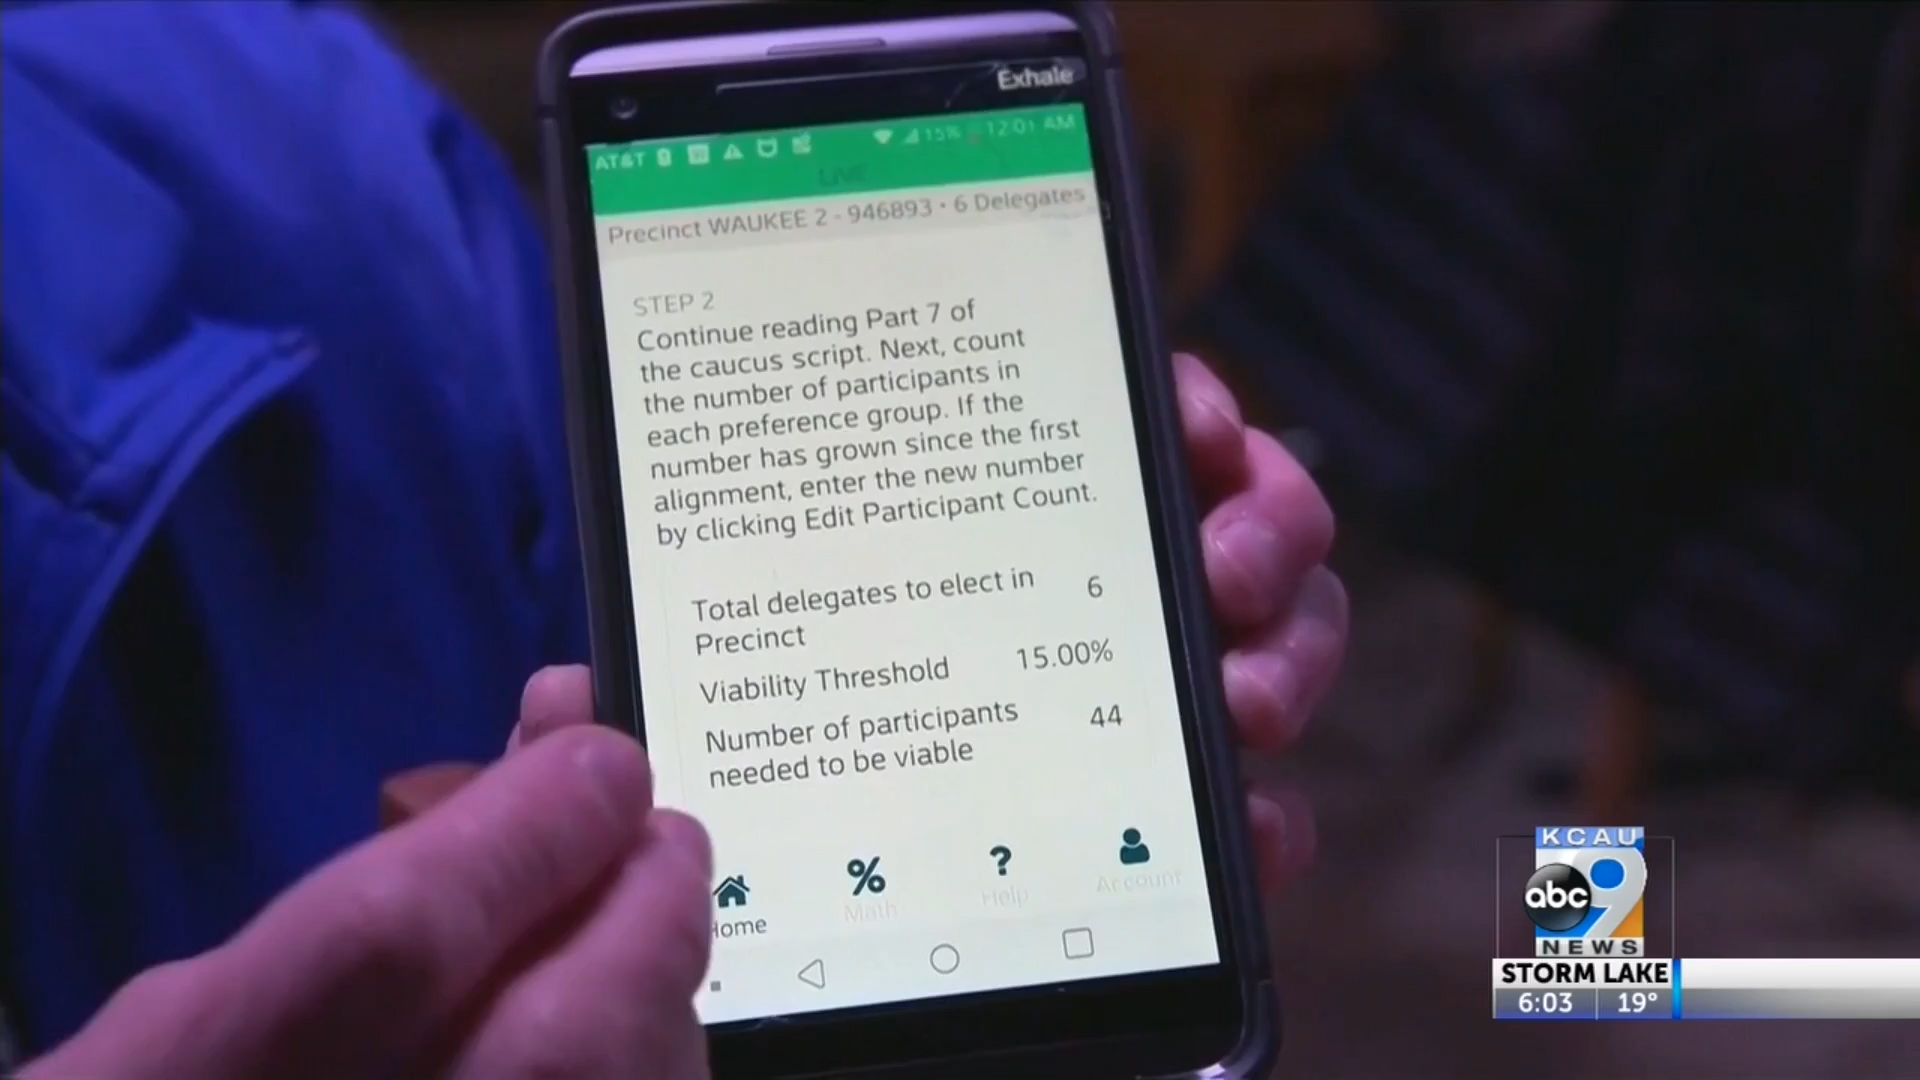 Exhale
AT&T
15% 12:01 AM
LIVE
Precinct WAUKEE 2 - 946893 • 6 Delegates
STEP 2
Continue reading Part 7 of
the caucus script. Next, count
the number of participants in
each preference group. If the
number has grown since the first
alignment, enter the new number
by clicking Edit Participant Count.
Total delegates to elect in
Precinct
6
Viability Threshold 15.00%
Number of participants
needed to be viable
44
Home Math Help Account
KCAU
abc 9
NEWS
STORM LAKE
6:03 19°